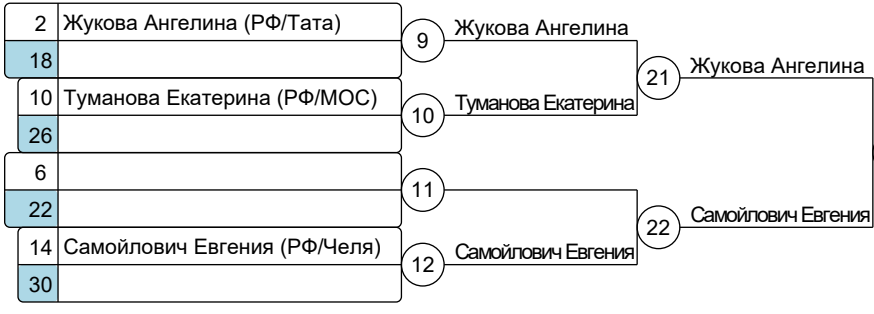 2 Жукова Ангелина (РФ/Тата)
18
9 Жукова Ангелина
10 Туманова Екатерина (РФ/МОС)
26
10 Туманова Екатерина
21 Жукова Ангелина
6
22
11
14 Самойлович Евгения (РФ/Челя)
30
12 Самойлович Евгения
22 Самойлович Евгения